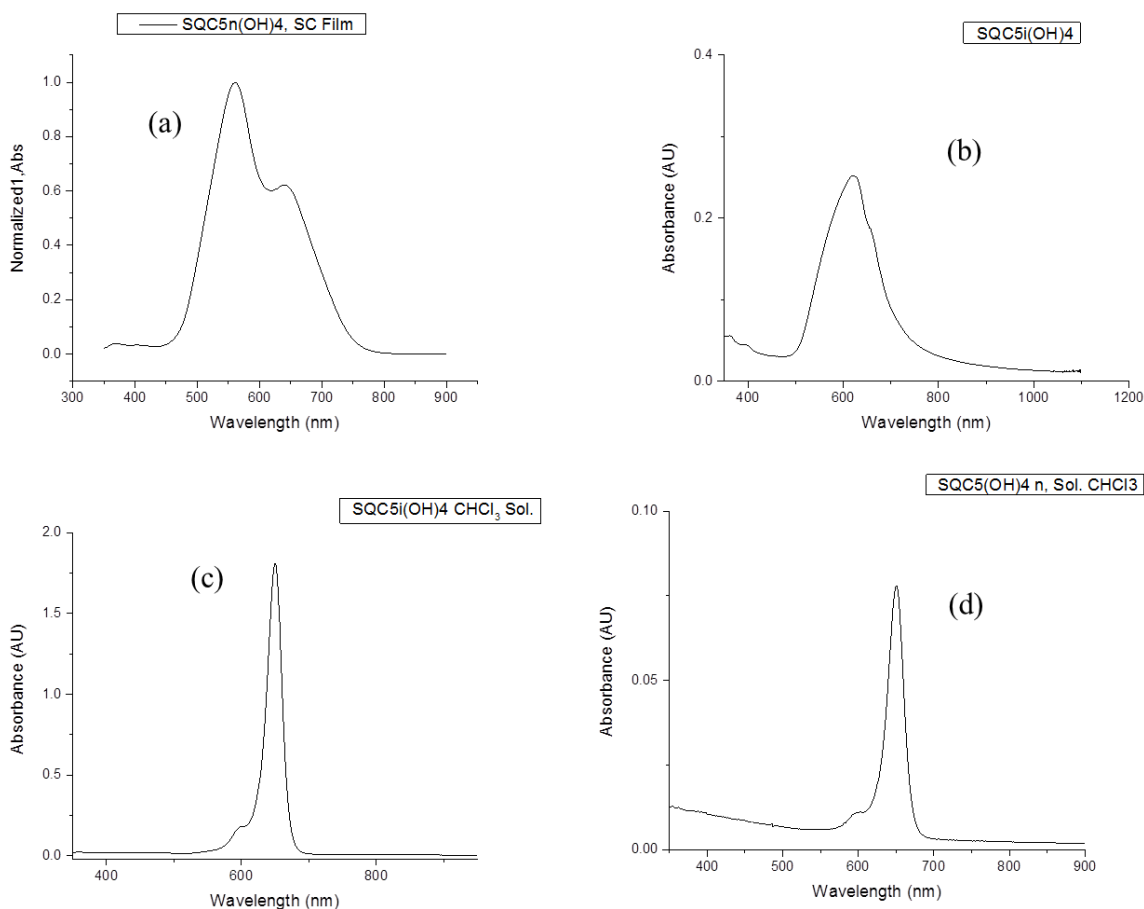 SQC5n(OH)4, SC Film
(a)
Normalized1,Abs
1.0
0.8
0.6
0.4
0.2
0.0
300 400 500 600 700 800 900
Wavelength (nm)
SQC5i(OH)4
(b)
Absorbance (AU)
0.4
0.2
0.0
400 600 800 1000 1200
Wavelength (nm)
SQC5i(OH)4 CHCl₃ Sol.
(c)
Absorbance (AU)
2.0
1.5
1.0
0.5
0.0
400 600 800
Wavelength (nm)
SQC5(OH)4 n, Sol. CHCl3
(d)
Absorbance (AU)
0.10
0.05
0.00
400 500 600 700 800 900
Wavelength (nm)